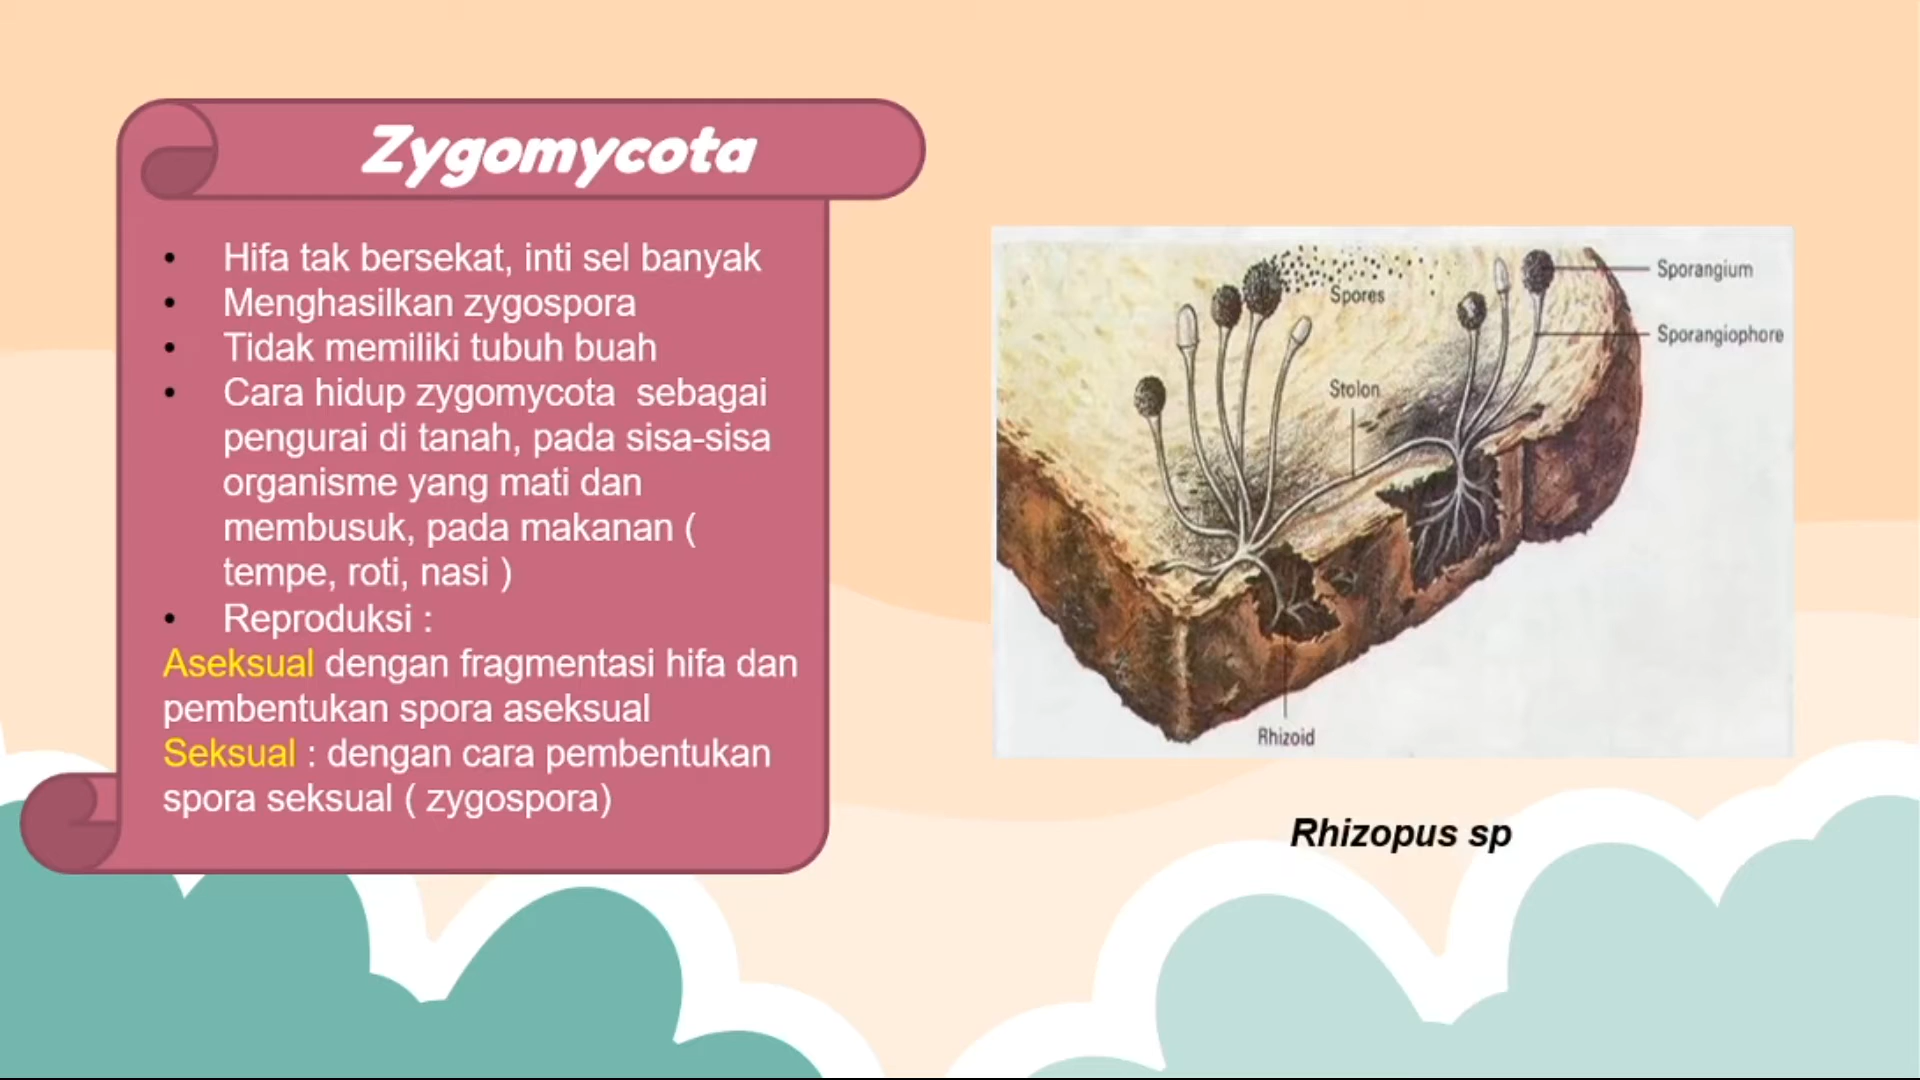 Zygomycota
• Hifa tak bersekat, inti sel banyak
• Menghasilkan zygospora
• Tidak memiliki tubuh buah
• Cara hidup zygomycota  sebagai
pengurai di tanah, pada sisa-sisa
organisme yang mati dan
membusuk, pada makanan (
tempe, roti, nasi )
• Reproduksi :
Aseksual dengan fragmentasi hifa dan
pembentukan spora aseksual
Seksual : dengan cara pembentukan
spora seksual ( zygospora)
Sporangium
Spores
Sporangiophore
Stolon
Rhizoid
Rhizopus sp